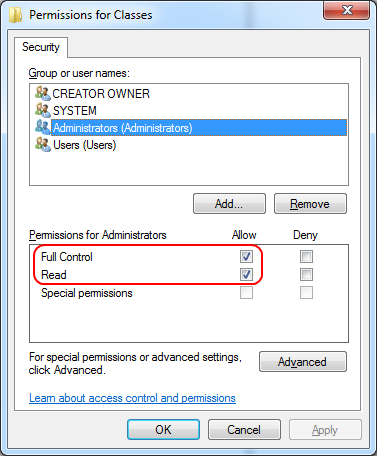 Permissions for Classes
Security
Group or user names:
CREATOR OWNER
SYSTEM
Administrators (Administrators)
Users (Users)
Add... Remove
Permissions for Administrators Allow Deny
Full Control
Read
Special permissions
For special permissions or advanced settings,
click Advanced.
Advanced
Learn about access control and permissions
OK Cancel Apply